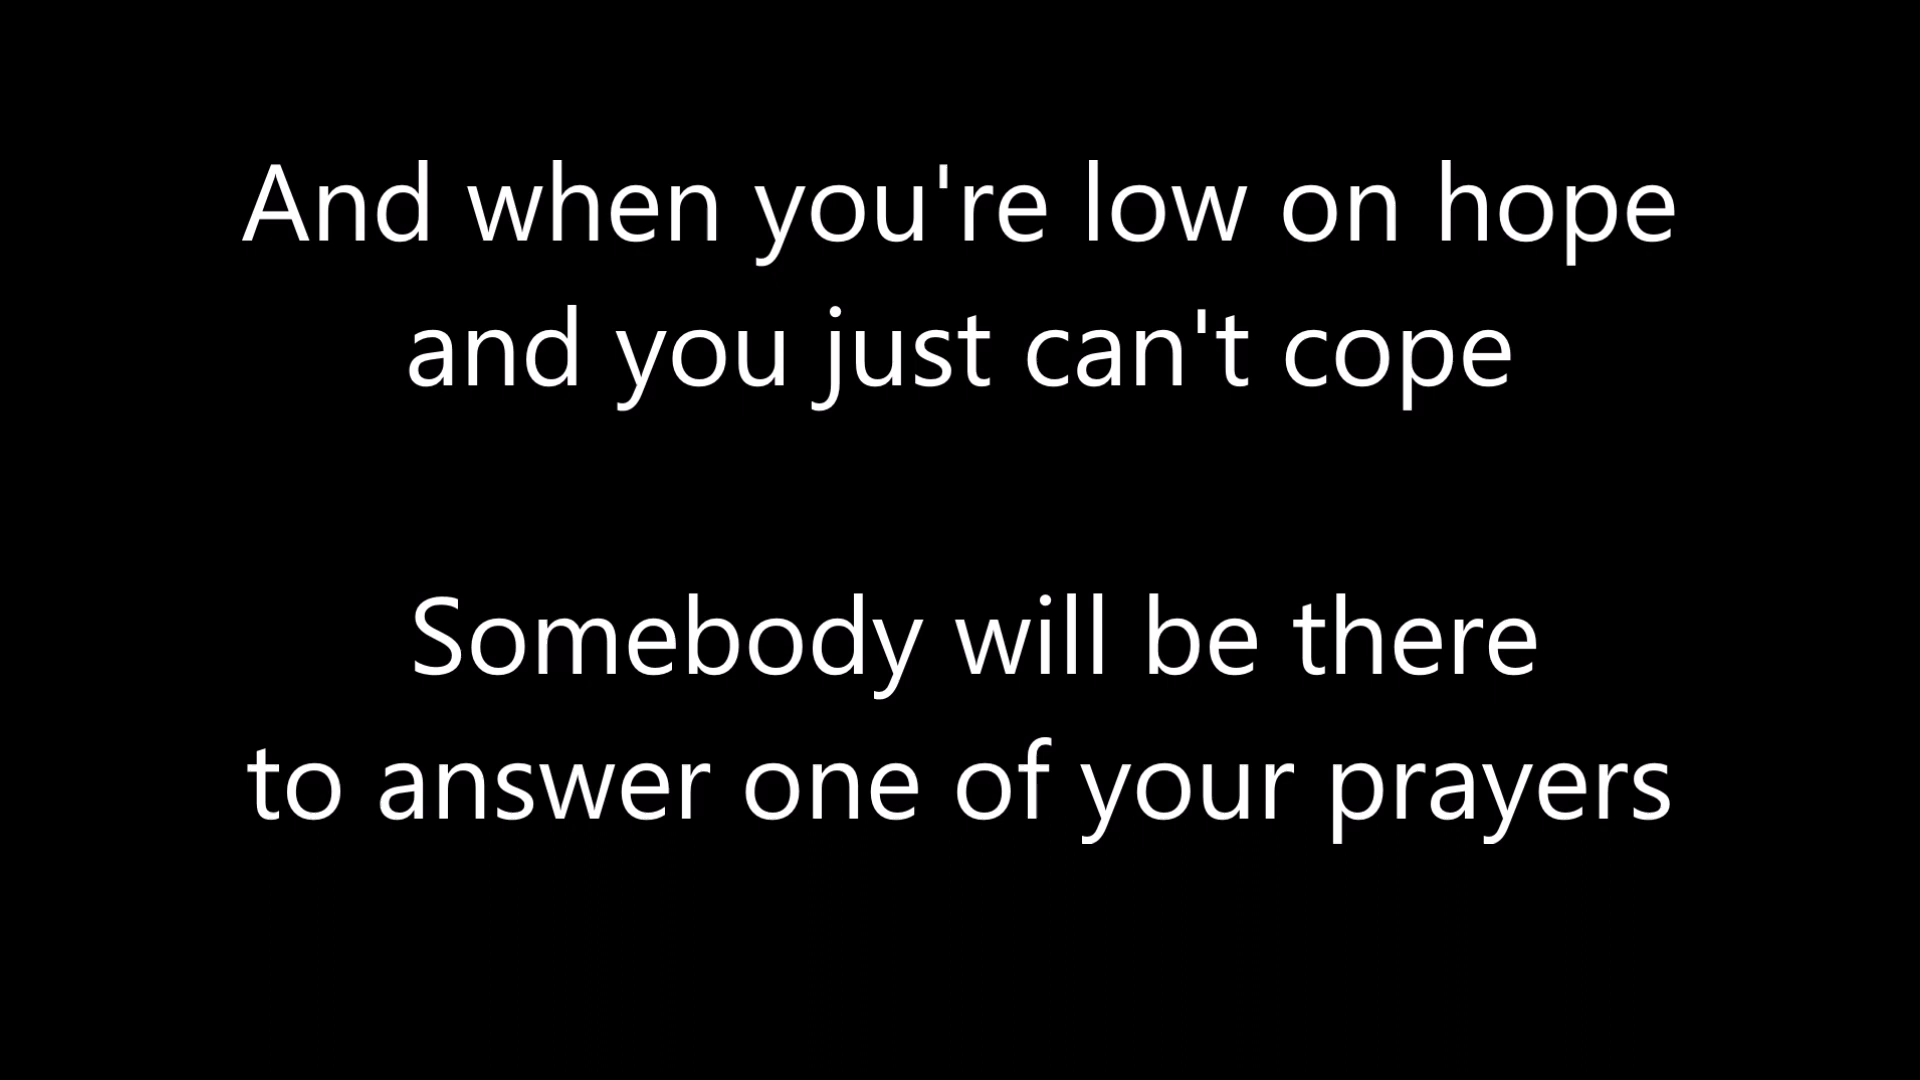 And when you're low on hope
and you just can't cope
Somebody will be there
to answer one of your prayers